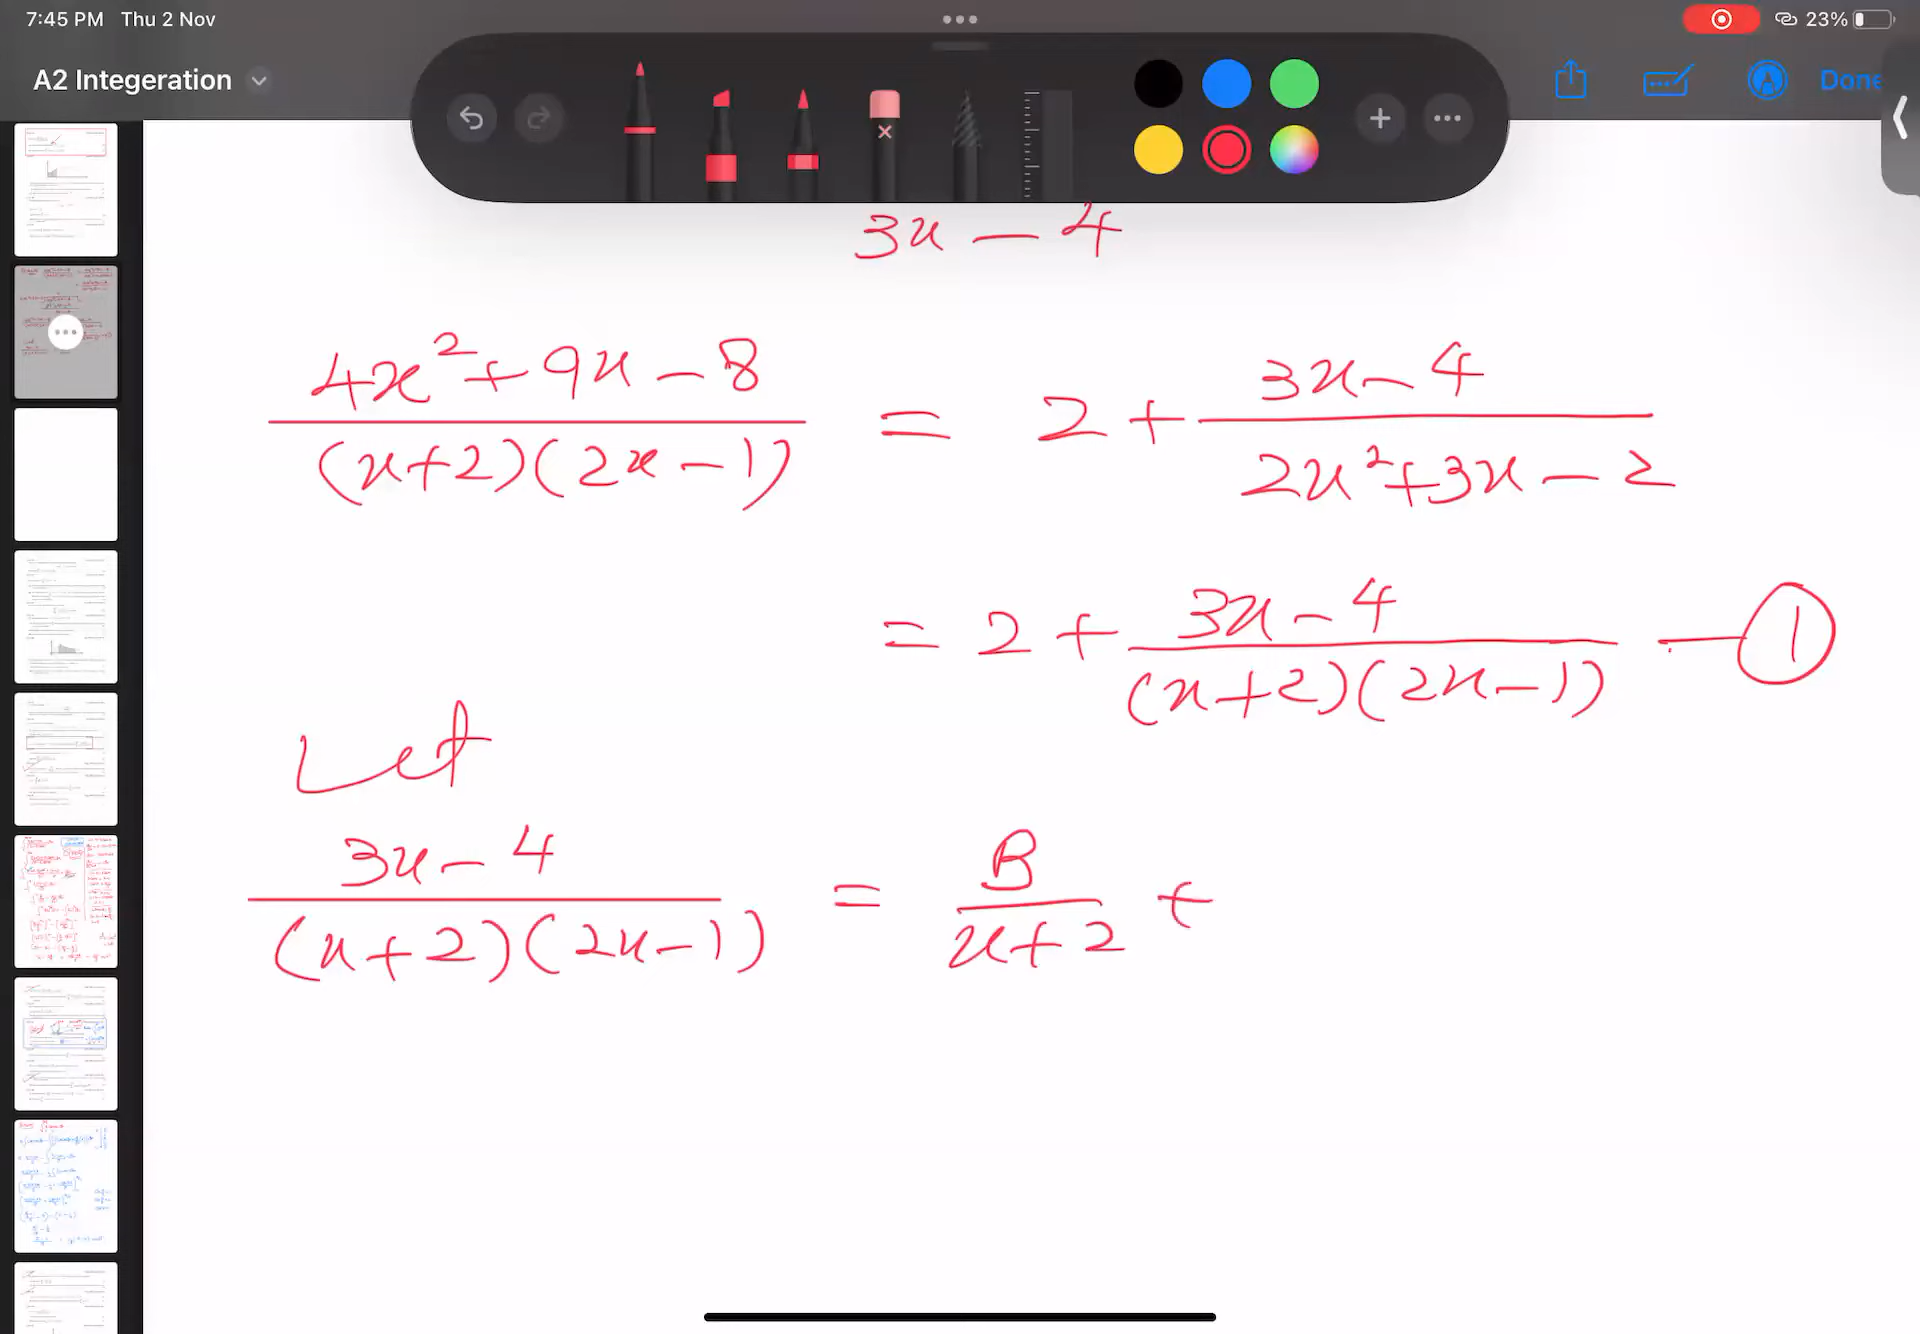 7:45 PM Thu 2 Nov
23%
A2 Integeration
Done
3x - 4
4x² + 9x - 8 / (x+2)(2x-1) = 2 + 3x-4 / 2x²+3x-2
= 2 + 3x-4 / (x+2)(2x-1) — ①
Let
3x-4 / (x+2)(2x-1) = B / x+2 +